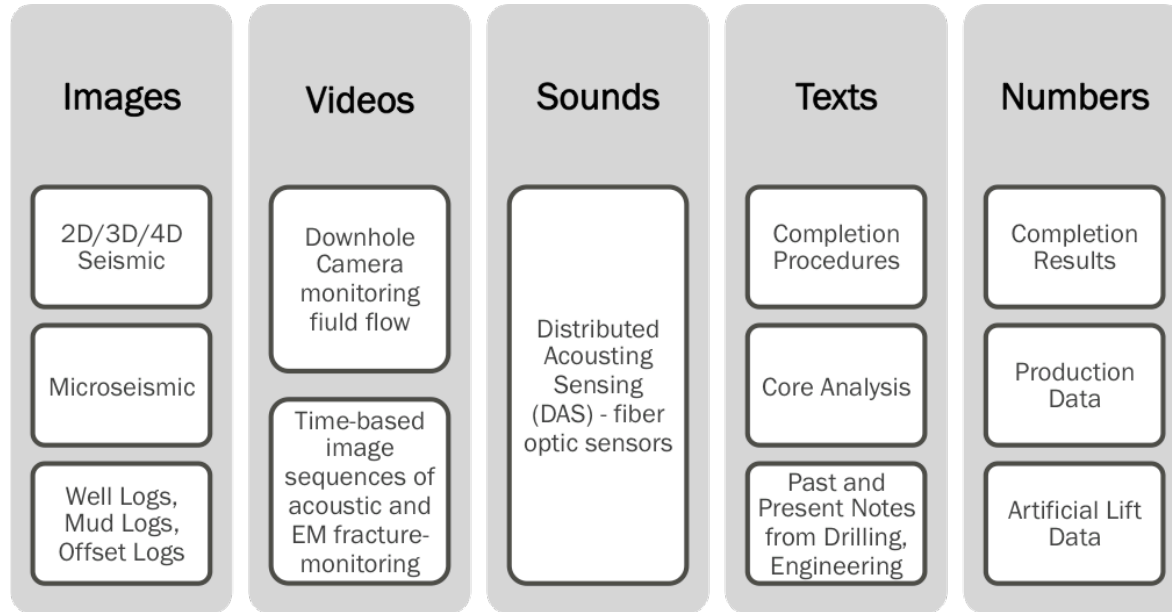 Images
2D/3D/4D
Seismic
Microseismic
Well Logs,
Mud Logs,
Offset Logs
Videos
Downhole
Camera
monitoring
fiuld flow
Time-based
image
sequences of
acoustic and
EM fracture-
monitoring
Sounds
Distributed
Acousting
Sensing
(DAS) - fiber
optic sensors
Texts
Completion
Procedures
Core Analysis
Past and
Present Notes
from Drilling,
Engineering
Numbers
Completion
Results
Production
Data
Artificial Lift
Data